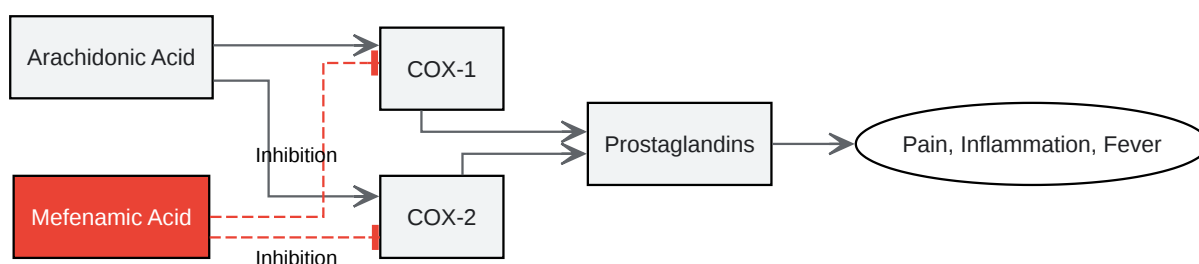 Arachidonic Acid
COX-1
Prostaglandins
Pain, Inflammation, Fever
Inhibition
Mefenamic Acid
COX-2
Inhibition